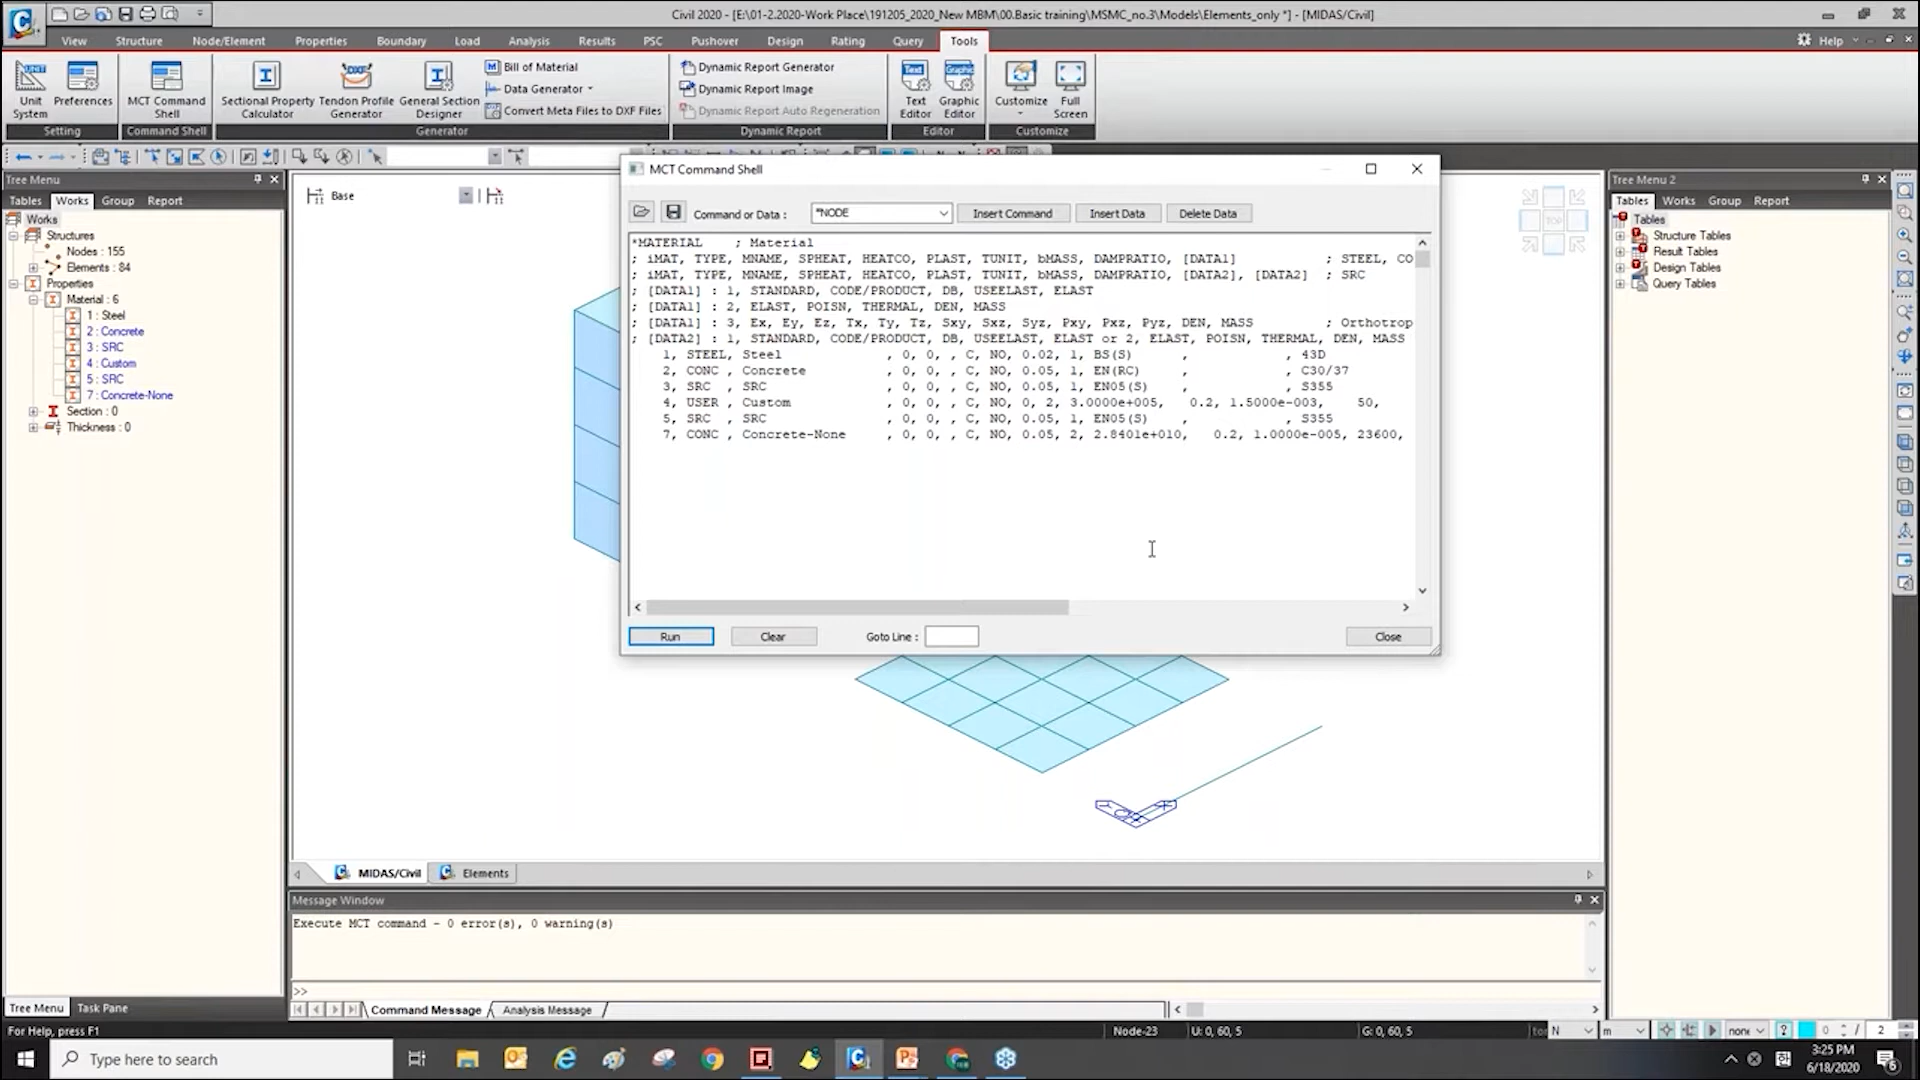 Civil 2020 - [E:\01-2.2020-Work Place\191205_2020_New MBM\00.Basic training\MSMC_no.3\Models\Elements_only *] - [MIDAS/Civil]
View Structure Node/Element Properties Boundary Load Analysis Results PSC Pushover Design Rating Query Tools Help
Unit System
Preferences
Setting
MCT Command Shell
Command Shell
Sectional Property Calculator
Tendon Profile Generator
General Section Designer
Bill of Material
Data Generator
Convert Meta Files to DXF Files
Generator
Dynamic Report Generator
Dynamic Report Image
Dynamic Report Auto Regeneration
Dynamic Report
Text Editor
Graphic Editor
Editor
Customize
Full Screen
Customize
Tree Menu
Tables Works Group Report
Works
Structures
Nodes : 155
Elements : 84
Properties
Material : 6
1 : Steel
2 : Concrete
3 : SRC
4 : Custom
5 : SRC
7 : Concrete-None
Section : 0
Thickness : 0
Base
MCT Command Shell
Command or Data : *NODE Insert Command Insert Data Delete Data
*MATERIAL ; Material
; iMAT, TYPE, MNAME, SPHEAT, HEATCO, PLAST, TUNIT, bMASS, DAMPRATIO, [DATA1] ; STEEL, CO
; iMAT, TYPE, MNAME, SPHEAT, HEATCO, PLAST, TUNIT, bMASS, DAMPRATIO, [DATA2], [DATA2] ; SRC
; [DATA1] : 1, STANDARD, CODE/PRODUCT, DB, USEELAST, ELAST
; [DATA1] : 2, ELAST, POISN, THERMAL, DEN, MASS
; [DATA1] : 3, Ex, Ey, Ez, Tx, Ty, Tz, Sxy, Sxz, Syz, Pxy, Pxz, Pyz, DEN, MASS ; Orthotrop
; [DATA2] : 1, STANDARD, CODE/PRODUCT, DB, USEELAST, ELAST or 2, ELAST, POISN, THERMAL, DEN, MASS
1, STEEL, Steel , 0, 0, , C, NO, 0.02, 1, BS(S) , , 43D
2, CONC , Concrete , 0, 0, , C, NO, 0.05, 1, EN(RC) , , C30/37
3, SRC , SRC , 0, 0, , C, NO, 0.05, 1, EN05(S) , , S355
4, USER , Custom , 0, 0, , C, NO, 0, 2, 3.0000e+005, 0.2, 1.5000e-003, 50,
5, SRC , SRC , 0, 0, , C, NO, 0.05, 1, EN05(S) , , S355
7, CONC , Concrete-None , 0, 0, , C, NO, 0.05, 2, 2.8401e+010, 0.2, 1.0000e-005, 23600,
Run Clear Goto Line : Close
TOP
Tree Menu 2
Tables Works Group Report
Tables
Structure Tables
Result Tables
Design Tables
Query Tables
MIDAS/Civil Elements
Message Window
Execute MCT command - 0 error(s), 0 warning(s)
>>
Command Message Analysis Message
Tree Menu Task Pane
For Help, press F1
Node-23 U: 0, 60, 5 G: 0, 60, 5 N m none ? 0 / 2
Type here to search
3:25 PM
6/18/2020
6